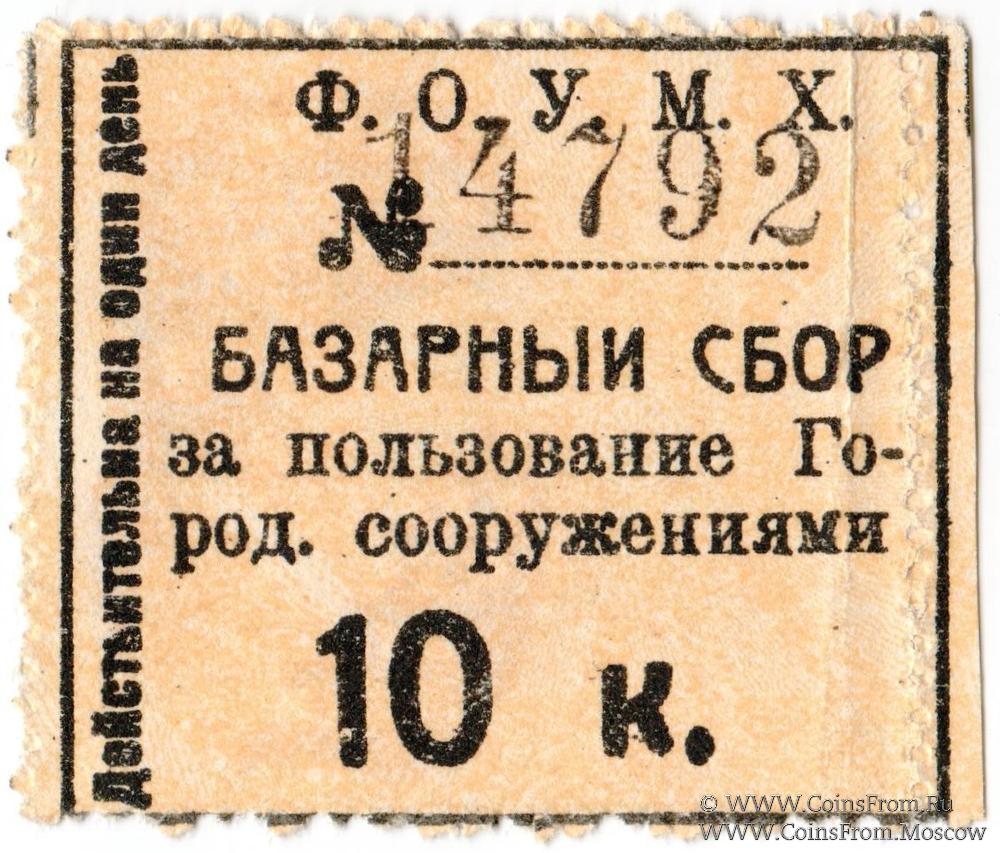 Ф. О. У. М. Х.
№ 14792
БАЗАРНЫЙ СБОР
за пользование Го-
род. сооружениями
10 к.
Действительна на один день
© WWW.CoinsFrom.Ru
WWW.CoinsFrom.Moscow